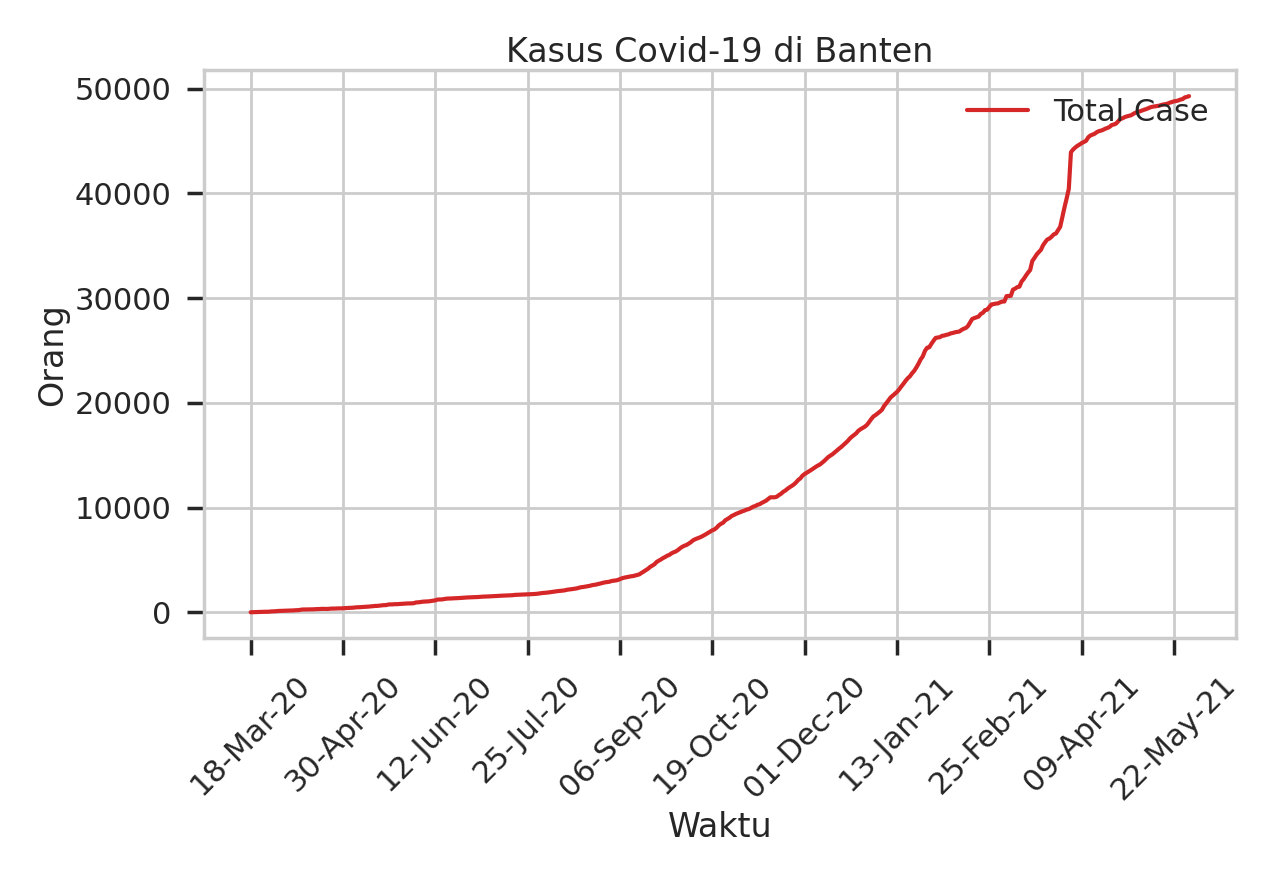 Kasus Covid-19 di Banten
Total Case
Orang
50000
40000
30000
20000
10000
0
18-Mar-20
30-Apr-20
12-Jun-20
25-Jul-20
06-Sep-20
19-Oct-20
01-Dec-20
13-Jan-21
25-Feb-21
09-Apr-21
22-May-21
Waktu